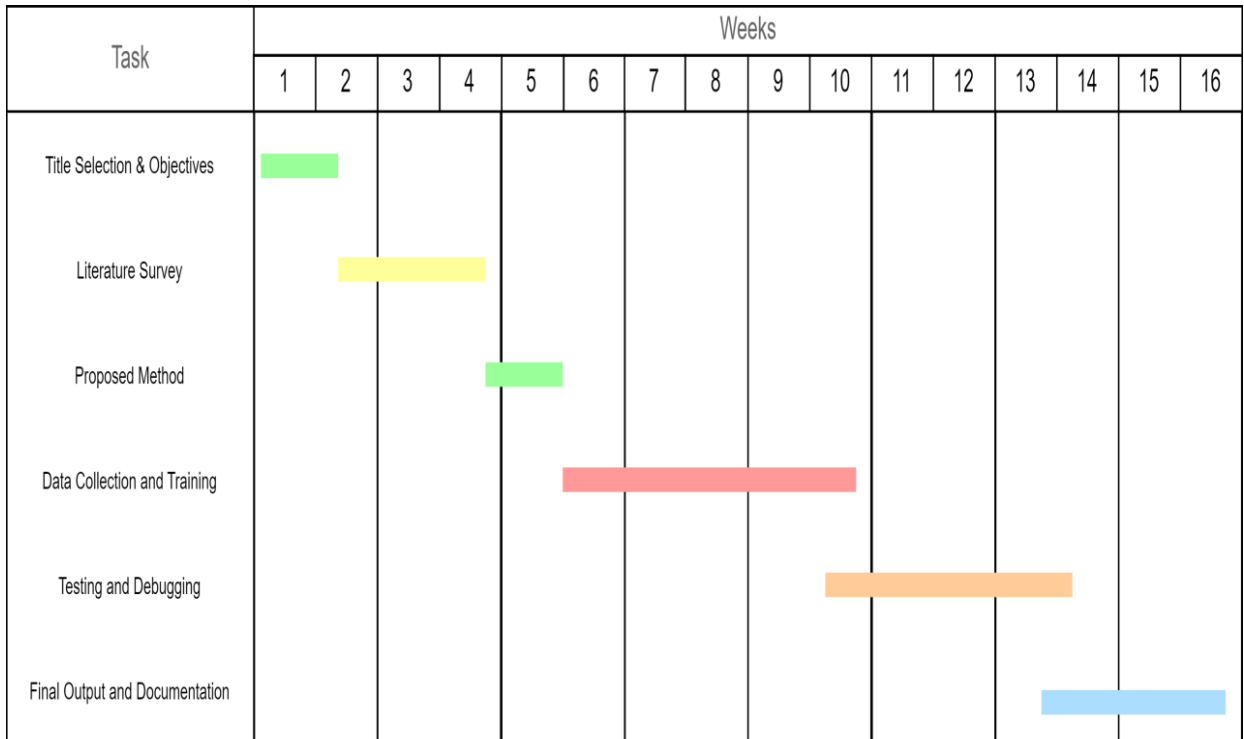 Task
Weeks
1 2 3 4 5 6 7 8 9 10 11 12 13 14 15 16
Title Selection & Objectives
Literature Survey
Proposed Method
Data Collection and Training
Testing and Debugging
Final Output and Documentation